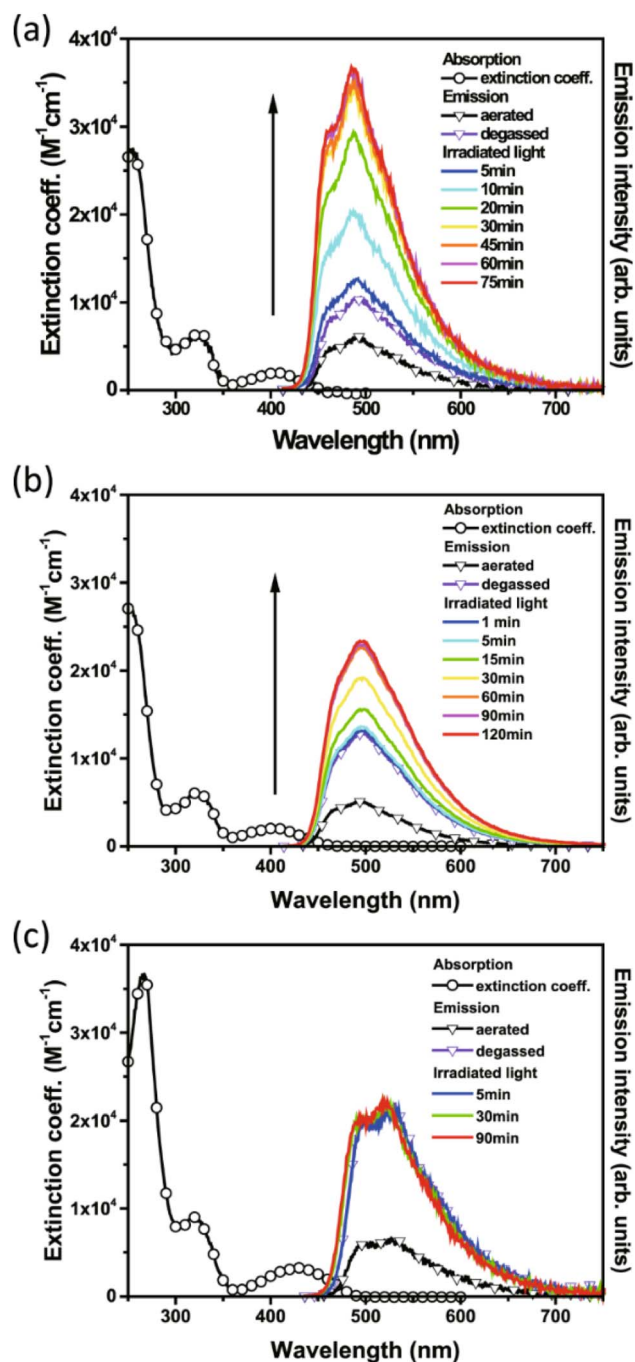 (a)
4x10⁴
3x10⁴
2x10⁴
1x10⁴
0
Extinction coeff. (M⁻¹cm⁻¹)
Absorption
extinction coeff.
Emission
aerated
degassed
Irradiated light
5min
10min
20min
30min
45min
60min
75min
Emission intensity (arb. units)
300 400 500 600 700
Wavelength (nm)
(b)
4x10⁴
3x10⁴
2x10⁴
1x10⁴
0
Extinction coeff. (M⁻¹cm⁻¹)
Absorption
extinction coeff.
Emission
aerated
degassed
Irradiated light
1 min
5min
15min
30min
60min
90min
120min
Emission intensity (arb. units)
300 400 500 600 700
Wavelength (nm)
(c)
4x10⁴
3x10⁴
2x10⁴
1x10⁴
0
Extinction coeff. (M⁻¹cm⁻¹)
Absorption
extinction coeff.
Emission
aerated
degassed
Irradiated light
5min
30min
90min
Emission intensity (arb. units)
300 400 500 600 700
Wavelength (nm)